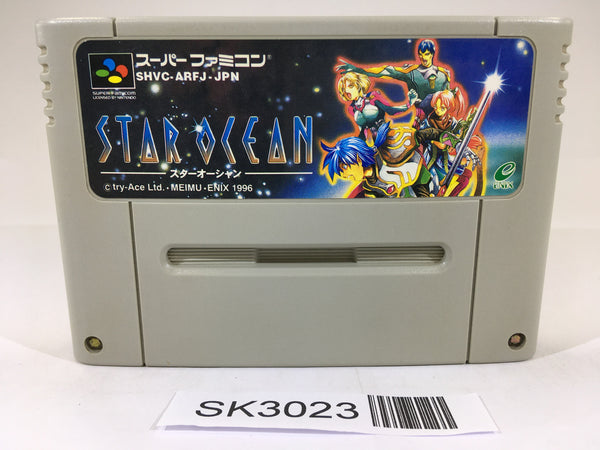 スーパーファミコン
SHVC-ARFJ-JPN
SUPER Famicom
LICENSED BY NINTENDO
STAR OCEAN
スターオーシャン
© try-Ace Ltd.・MEIMU・ENIX 1996
ENIX
SK3023